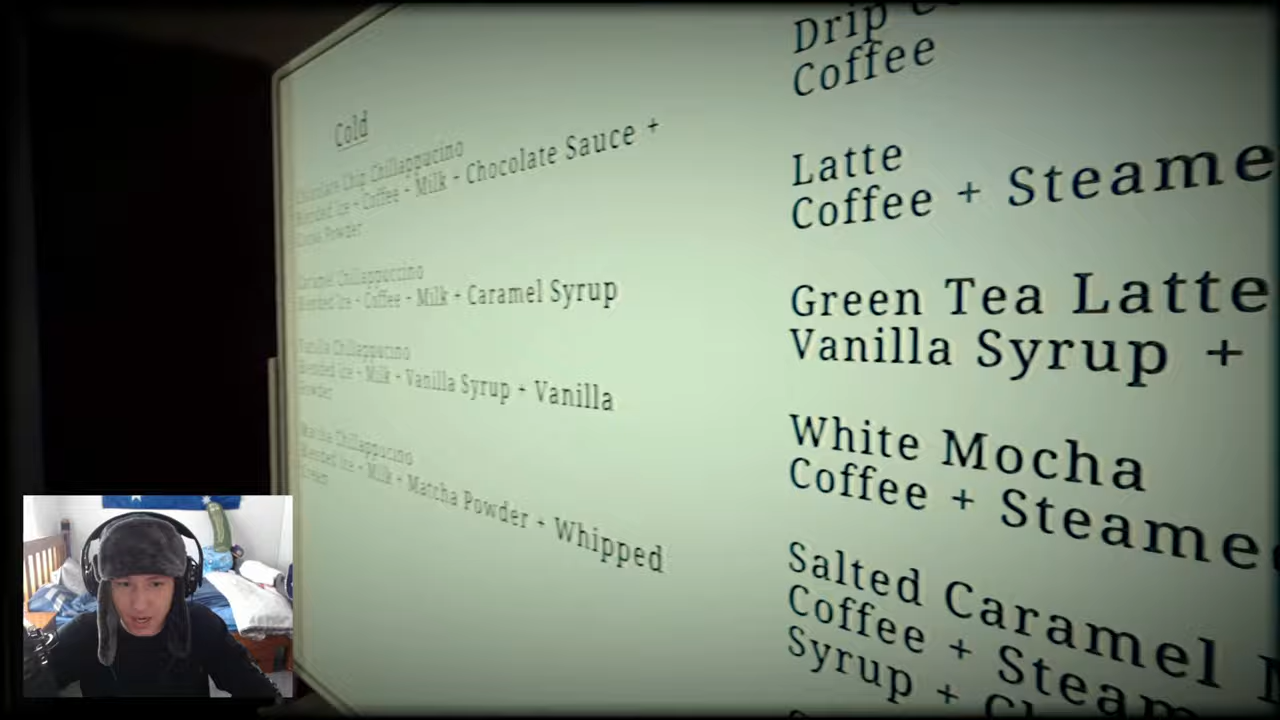 Cold
Chocolate Chip Chillappucino
Blended Ice + Coffee + Milk + Chocolate Sauce +
Powder
Caramel Chillappuccino
Blended Ice + Coffee + Milk + Caramel Syrup
Vanilla Chillappucino
Blended Ice + Milk + Vanilla Syrup + Vanilla
Powder
Matcha Chillappucino
Blended Ice + Milk + Matcha Powder + Whipped
Cream
Drip
Coffee
Latte
Coffee + Steame
Green Tea Latte
Vanilla Syrup +
White Mocha
Coffee + Steame
Salted Caramel
Coffee + Steam
Syrup +